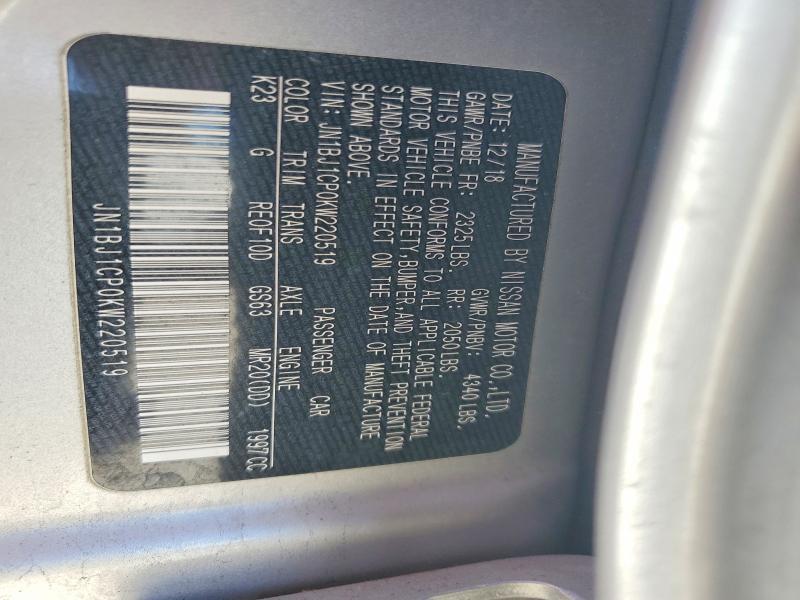 MANUFACTURED BY NISSAN MOTOR CO.,LTD.
DATE: 12/18 GVWR/PNBV: 4340LBS.
GAWR/PNBE FR: 2325LBS. RR: 2050LBS.
THIS VEHICLE CONFORMS TO ALL APPLICABLE FEDERAL
MOTOR VEHICLE SAFETY, BUMPER, AND THEFT PREVENTION
STANDARDS IN EFFECT ON THE DATE OF MANUFACTURE
SHOWN ABOVE.
VIN: JN1BJ1CP0KW220519 PASSENGER CAR
COLOR TRIM TRANS AXLE ENGINE
K23 G RE0F10D GS63 MR20(DD) 1997CC
JN1BJ1CP0KW220519